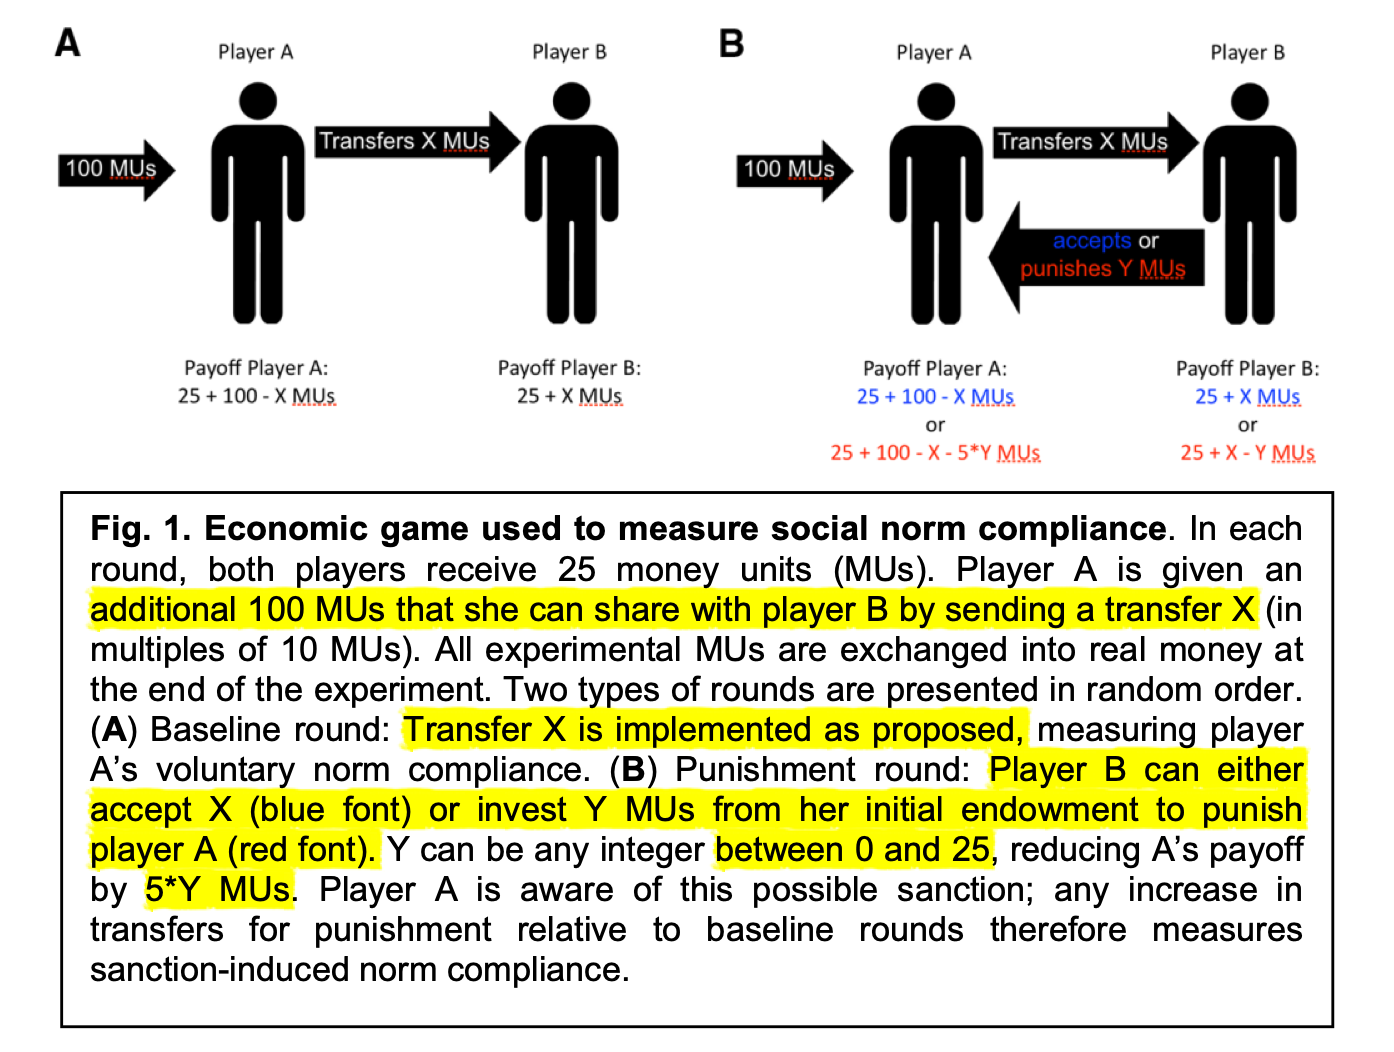 A
Player A
Player B
100 MUs
Transfers X MUs
Payoff Player A:
25 + 100 - X MUs
Payoff Player B:
25 + X MUs
B
Player A
Player B
100 MUs
Transfers X MUs
accepts or
punishes Y MUs
Payoff Player A:
25 + 100 - X MUs
or
25 + 100 - X - 5*Y MUs
Payoff Player B:
25 + X MUs
or
25 + X - Y MUs
Fig. 1. Economic game used to measure social norm compliance. In each
round, both players receive 25 money units (MUs). Player A is given an
additional 100 MUs that she can share with player B by sending a transfer X (in
multiples of 10 MUs). All experimental MUs are exchanged into real money at
the end of the experiment. Two types of rounds are presented in random order.
(A) Baseline round: Transfer X is implemented as proposed, measuring player
A's voluntary norm compliance. (B) Punishment round: Player B can either
accept X (blue font) or invest Y MUs from her initial endowment to punish
player A (red font). Y can be any integer between 0 and 25, reducing A's payoff
by 5*Y MUs. Player A is aware of this possible sanction; any increase in
transfers for punishment relative to baseline rounds therefore measures
sanction-induced norm compliance.